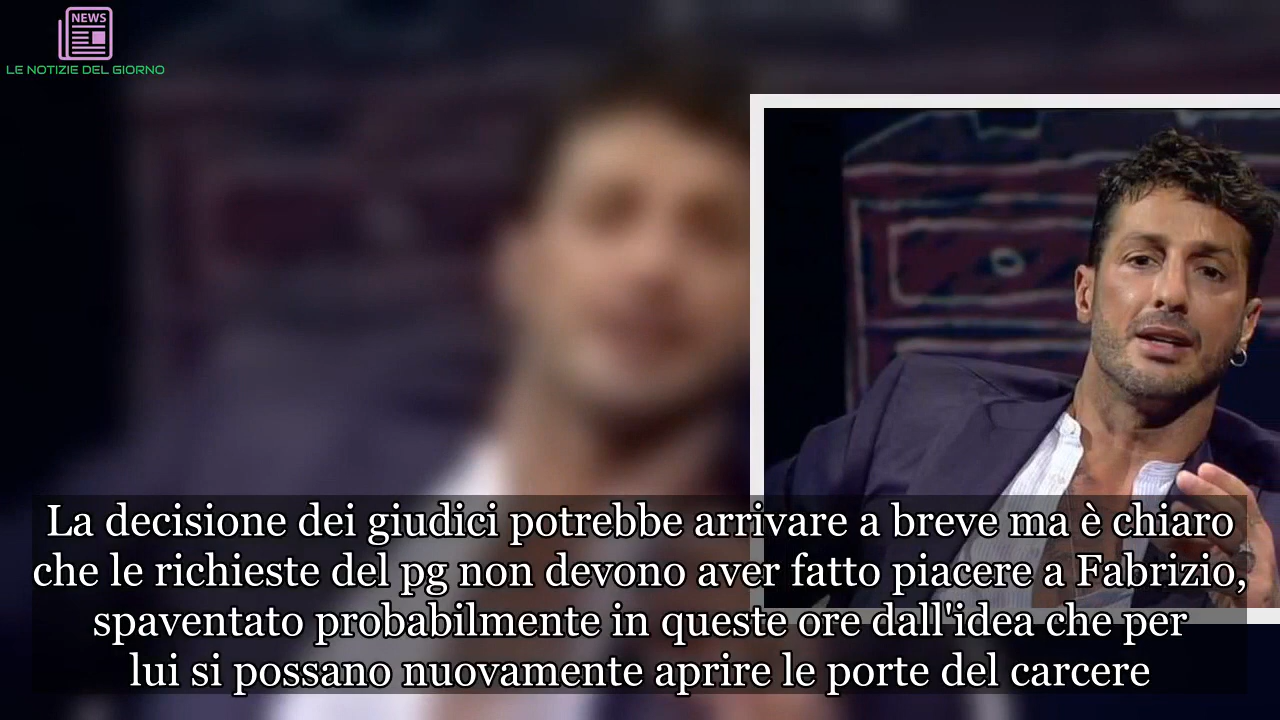 NEWS
LE NOTIZIE DEL GIORNO
La decisione dei giudici potrebbe arrivare a breve ma è chiaro
che le richieste del pg non devono aver fatto piacere a Fabrizio,
spaventato probabilmente in queste ore dall'idea che per
lui si possano nuovamente aprire le porte del carcere